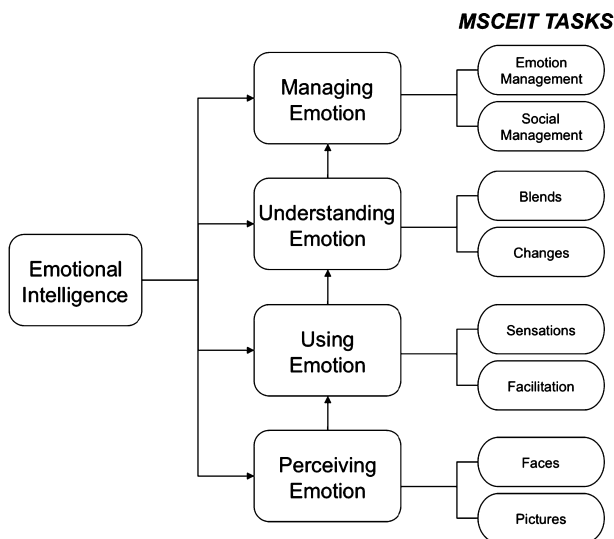 MSCEIT TASKS
Managing
Emotion
Emotion
Management
Social
Management
Understanding
Emotion
Blends
Changes
Emotional
Intelligence
Using
Emotion
Sensations
Facilitation
Perceiving
Emotion
Faces
Pictures